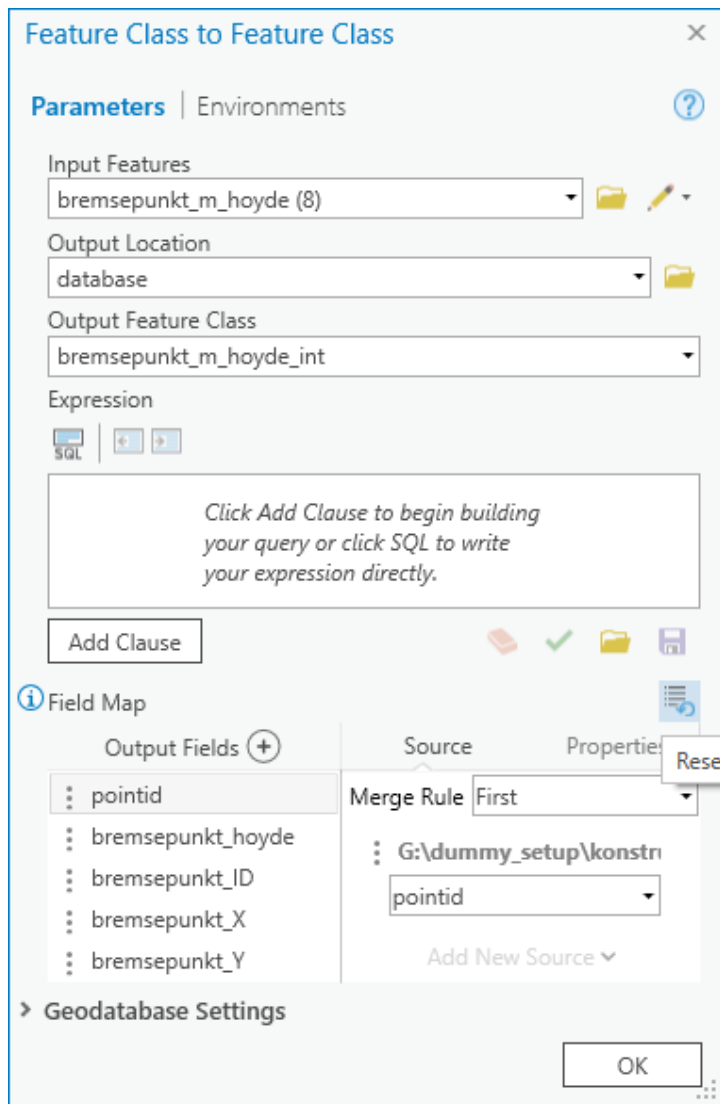 Feature Class to Feature Class
Parameters | Environments
Input Features
bremsepunkt_m_hoyde (8)
Output Location
database
Output Feature Class
bremsepunkt_m_hoyde_int
Expression
SQL
Click Add Clause to begin building
your query or click SQL to write
your expression directly.
Add Clause
Field Map
Output Fields
Source
Propertie
Rese
pointid
Merge Rule First
bremsepunkt_hoyde
G:\dummy_setup\konstru
bremsepunkt_ID
pointid
bremsepunkt_X
bremsepunkt_Y
Add New Source
Geodatabase Settings
OK